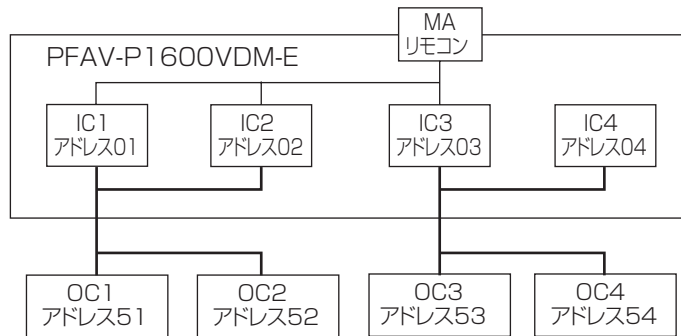 MA
リモコン
PFAV-P1600VDM-E
IC1
アドレス01
IC2
アドレス02
IC3
アドレス03
IC4
アドレス04
OC1
アドレス51
OC2
アドレス52
OC3
アドレス53
OC4
アドレス54